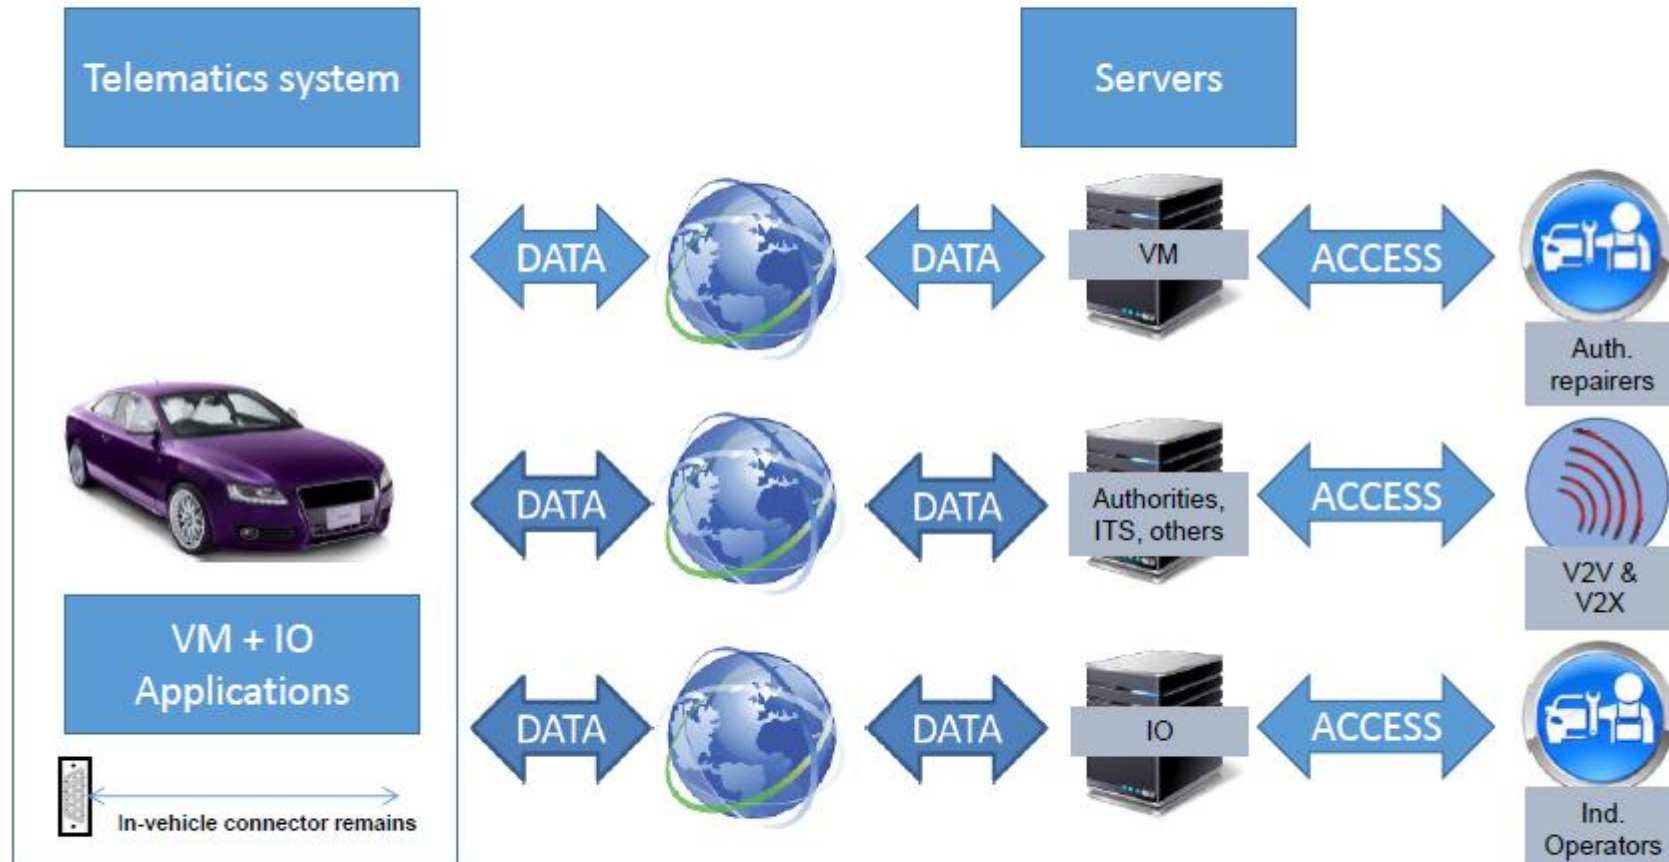 Telematics system
Servers
DATA
DATA
VM
ACCESS
Auth.
repairers
DATA
DATA
Authorities,
ITS, others
ACCESS
V2V &
V2X
VM + IO
Applications
DATA
DATA
IO
ACCESS
Ind.
Operators
In-vehicle connector remains